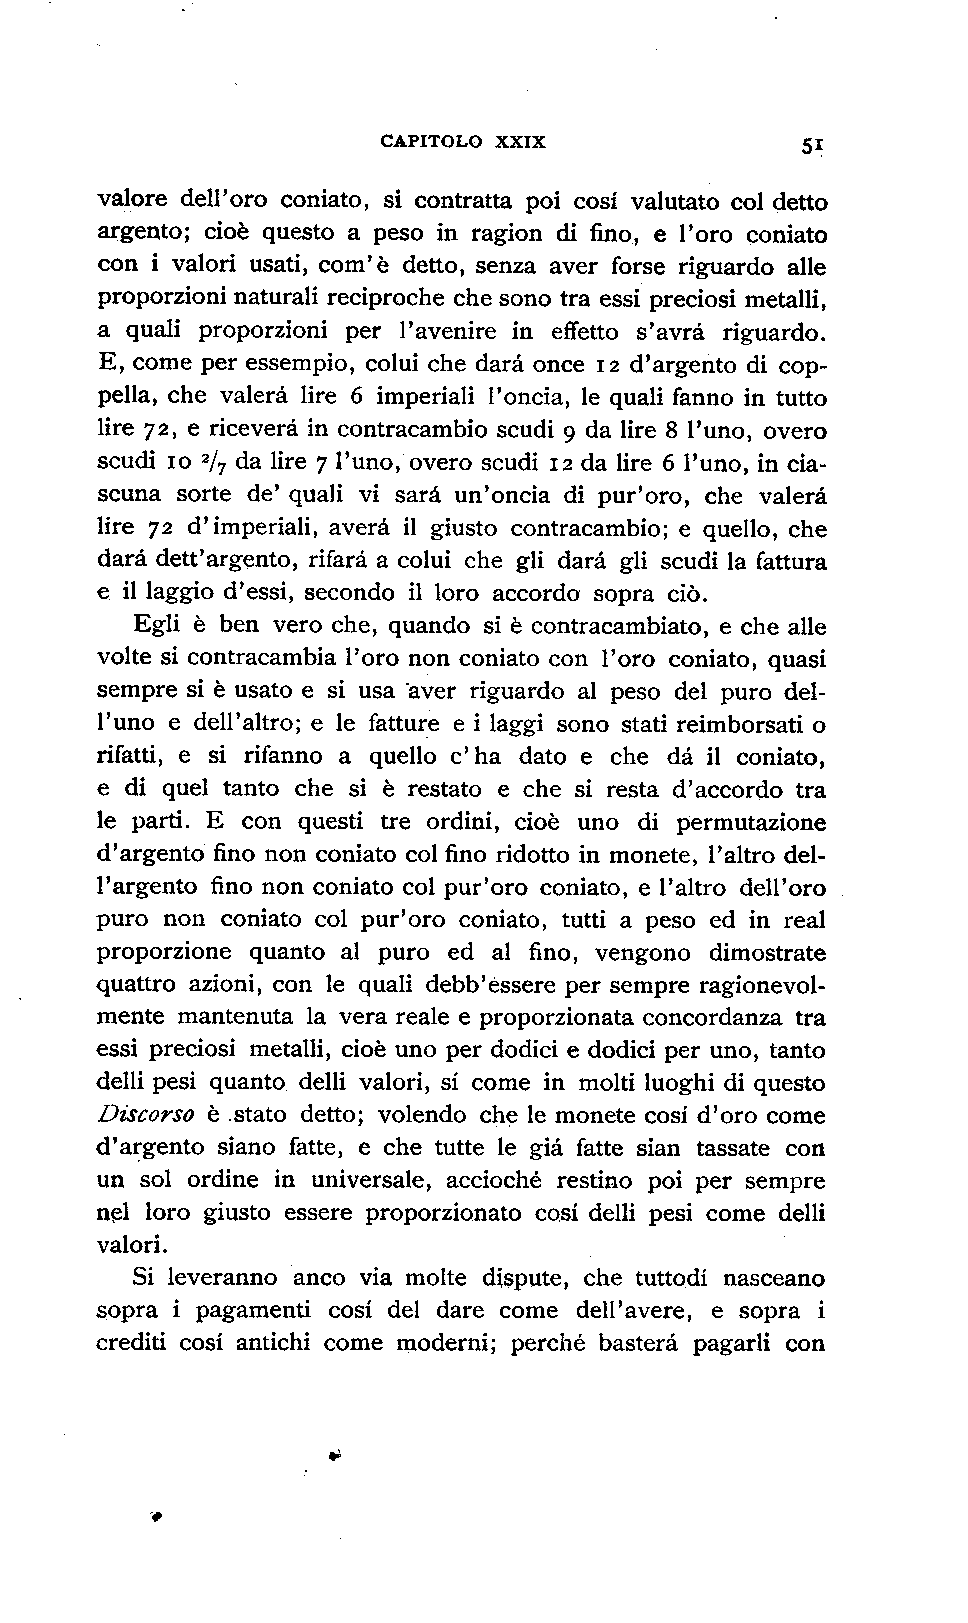 CAPITOLO XXIX 51
valore dell'oro coniato, si contratta poi cosí valutato col detto
argento; cioè questo a peso in ragion di fino, e l'oro coniato
con i valori usati, com'è detto, senza aver forse riguardo alle
proporzioni naturali reciproche che sono tra essi preciosi metalli,
a quali proporzioni per l'avenire in effetto s'avrá riguardo.
E, come per essempio, colui che dará once 12 d'argento di cop-
pella, che valerá lire 6 imperiali l'oncia, le quali fanno in tutto
lire 72, e riceverá in contracambio scudi 9 da lire 8 l'uno, overo
scudi 10 2/7 da lire 7 l'uno, overo scudi 12 da lire 6 l'uno, in cia-
scuna sorte de' quali vi sará un'oncia di pur'oro, che valerá
lire 72 d'imperiali, averá il giusto contracambio; e quello, che
dará dett'argento, rifará a colui che gli dará gli scudi la fattura
e il laggio d'essi, secondo il loro accordo sopra ciò.
Egli è ben vero che, quando si è contracambiato, e che alle
volte si contracambia l'oro non coniato con l'oro coniato, quasi
sempre si è usato e si usa aver riguardo al peso del puro del-
l'uno e dell'altro; e le fatture e i laggi sono stati reimborsati o
rifatti, e si rifanno a quello c'ha dato e che dá il coniato,
e di quel tanto che si è restato e che si resta d'accordo tra
le parti. E con questi tre ordini, cioè uno di permutazione
d'argento fino non coniato col fino ridotto in monete, l'altro del-
l'argento fino non coniato col pur'oro coniato, e l'altro dell'oro
puro non coniato col pur'oro coniato, tutti a peso ed in real
proporzione quanto al puro ed al fino, vengono dimostrate
quattro azioni, con le quali debb'essere per sempre ragionevol-
mente mantenuta la vera reale e proporzionata concordanza tra
essi preciosi metalli, cioè uno per dodici e dodici per uno, tanto
delli pesi quanto delli valori, sí come in molti luoghi di questo
Discorso è stato detto; volendo che le monete cosí d'oro come
d'argento siano fatte, e che tutte le giá fatte sian tassate con
un sol ordine in universale, accioché restino poi per sempre
nel loro giusto essere proporzionato cosí delli pesi come delli
valori.
Si leveranno anco via molte dispute, che tuttodí nasceano
sopra i pagamenti cosí del dare come dell'avere, e sopra i
crediti cosí antichi come moderni; perché basterá pagarli con